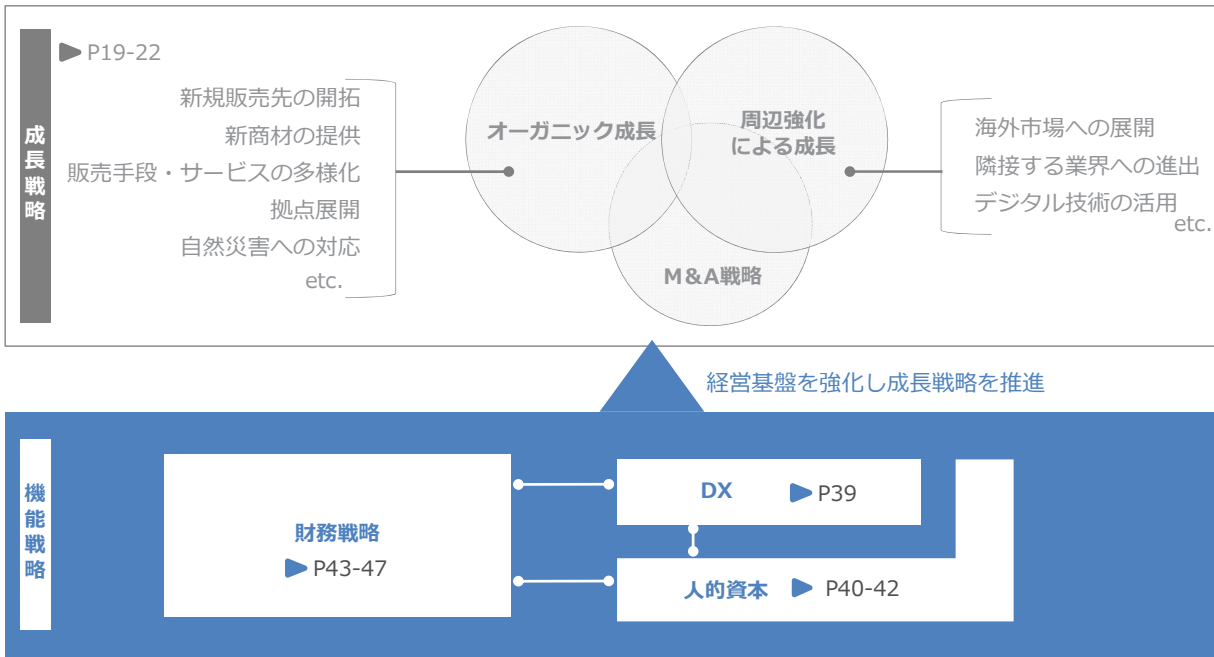 成長戦略
P19-22
新規販売先の開拓
新商材の提供
販売手段・サービスの多様化
拠点展開
自然災害への対応
etc.
オーガニック成長
周辺強化
による成長
M&A戦略
海外市場への展開
隣接する業界への進出
デジタル技術の活用
etc.
経営基盤を強化し成長戦略を推進
機能戦略
財務戦略
P43-47
DX
P39
人的資本
P40-42